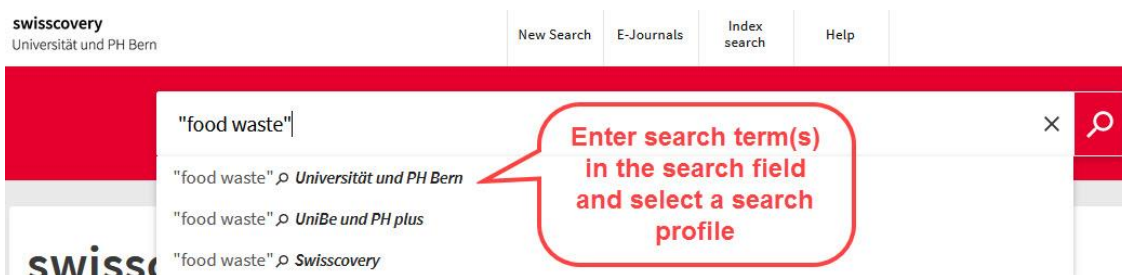 swisscovery
Universität und PH Bern
New Search
E-Journals
Index
search
Help
"food waste"
"food waste" Universität und PH Bern
"food waste" UniBe und PH plus
"food waste" Swisscovery
Enter search term(s)
in the search field
and select a search
profile